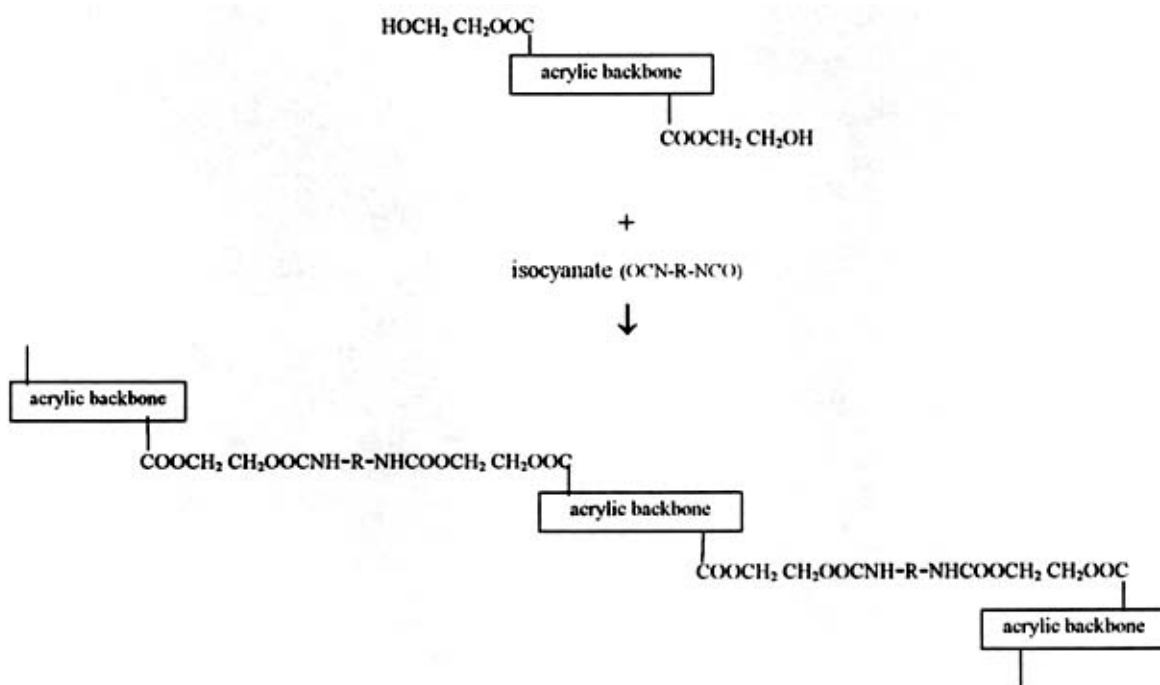 HOCH₂ CH₂OOC
acrylic backbone
COOCH₂ CH₂OH
+
isocyanate (OCN-R-NCO)
↓
acrylic backbone
COOCH₂ CH₂OOCNH-R-NHCOOCH₂ CH₂OOC
acrylic backbone
COOCH₂ CH₂OOCNH-R-NHCOOCH₂ CH₂OOC
acrylic backbone